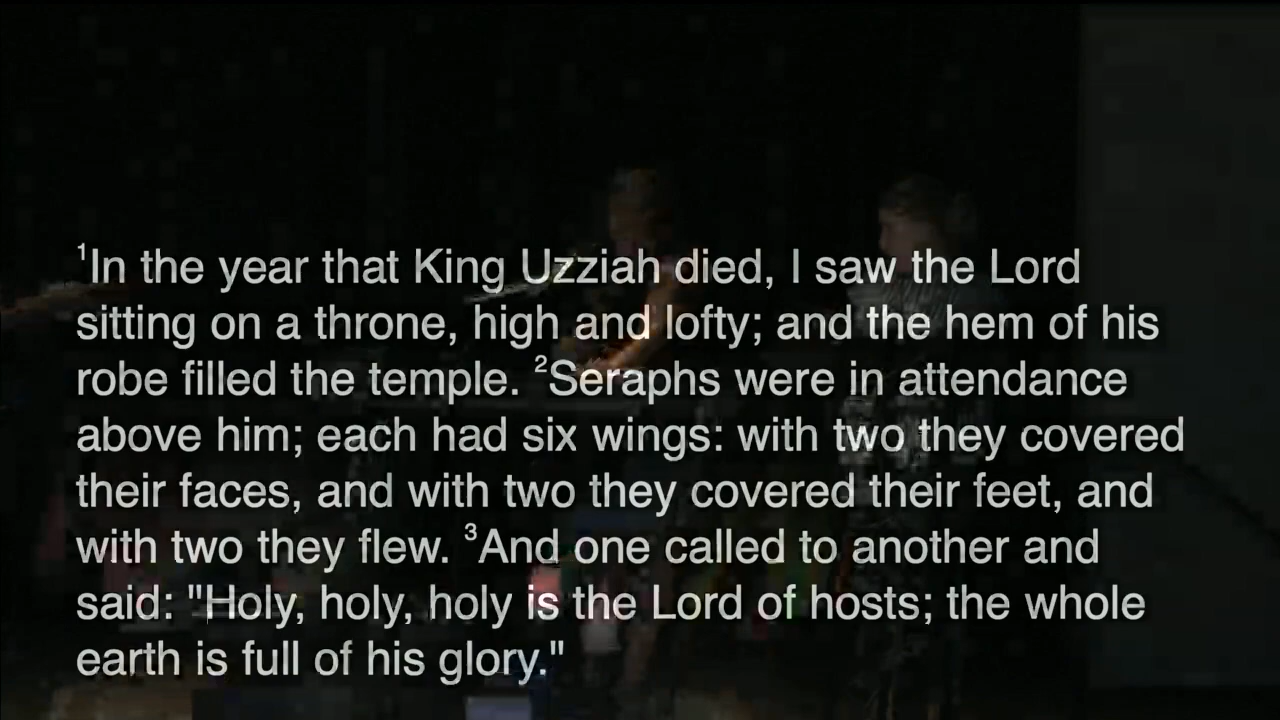 ¹In the year that King Uzziah died, I saw the Lord
sitting on a throne, high and lofty; and the hem of his
robe filled the temple. ²Seraphs were in attendance
above him; each had six wings: with two they covered
their faces, and with two they covered their feet, and
with two they flew. ³And one called to another and
said: "Holy, holy, holy is the Lord of hosts; the whole
earth is full of his glory."